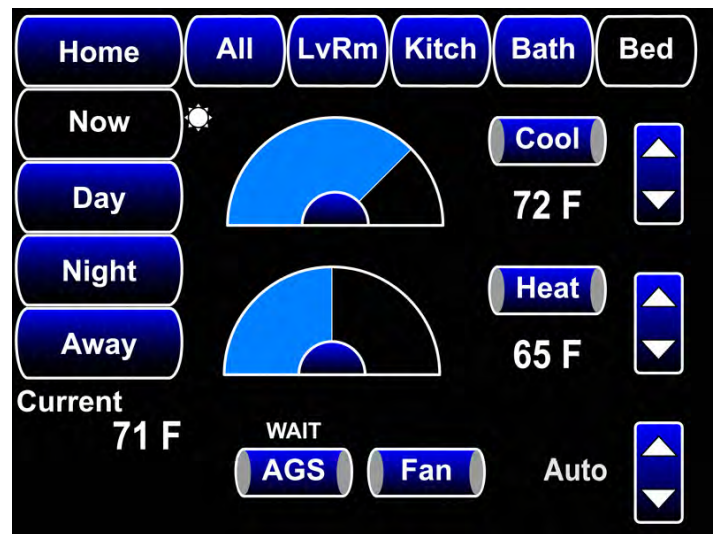 Home All LvRm Kitch Bath Bed
Now
Cool
Day
72 F
Night
Heat
Away
65 F
Current
71 F
WAIT
AGS Fan Auto